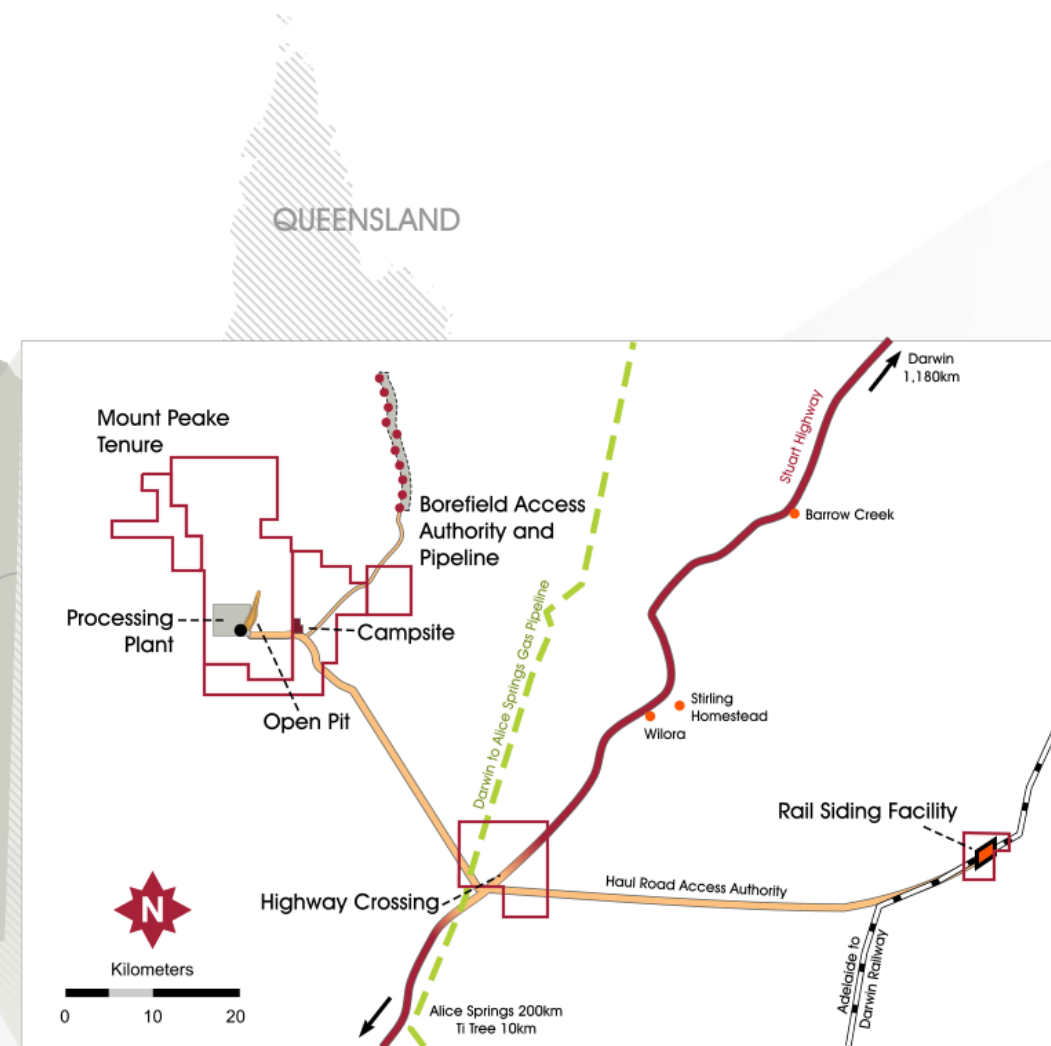 QUEENSLAND
Darwin
1,180km
Stuart Highway
Mount Peake
Tenure
Borefield Access
Authority and
Pipeline
Barrow Creek
Processing
Plant
Campsite
Darwin to Alice Springs Gas Pipeline
Open Pit
Stirling
Homestead
Wilora
Rail Siding Facility
Haul Road Access Authority
Highway Crossing
N
Kilometers
0 10 20
Alice Springs 200km
Ti Tree 10km
Adelaide to
Darwin Railway